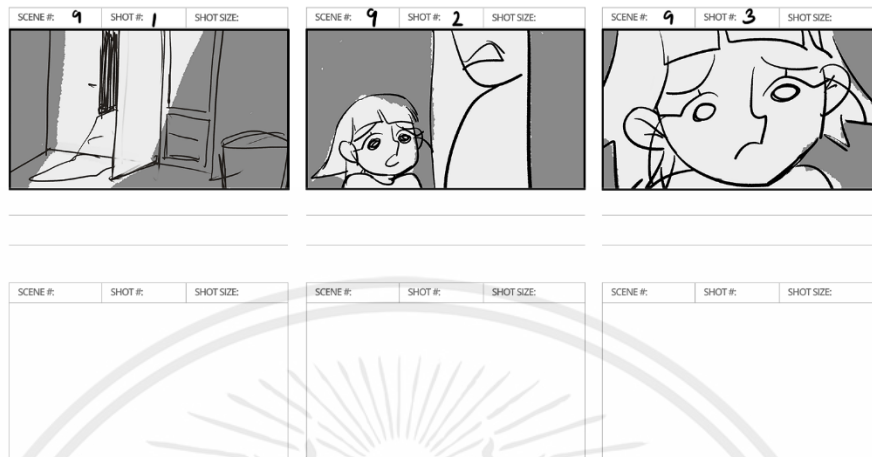 SCENE #: 9 SHOT #: 1 SHOT SIZE:
SCENE #: 9 SHOT #: 2 SHOT SIZE:
SCENE #: 9 SHOT #: 3 SHOT SIZE:
SCENE #: SHOT #: SHOT SIZE:
SCENE #: SHOT #: SHOT SIZE:
SCENE #: SHOT #: SHOT SIZE: